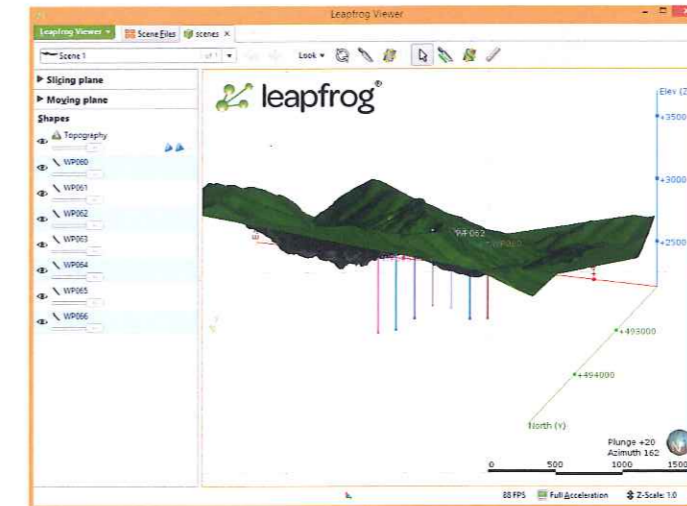 Leapfrog Viewer
Leapfrog Viewer Scene Files scenes
Scene 1 Look
Slicing plane
Moving plane
Shapes
Topography
WP060
WP061
WP062
WP063
WP064
WP065
WP066
leapfrog®
Elev (Z
+3500
+3000
+2500
WP062
WP060
+493000
+494000
North (Y)
Plunge +20
Azimuth 162
0 500 1000 1500
88 FPS Full Acceleration Z-Scale: 1.0